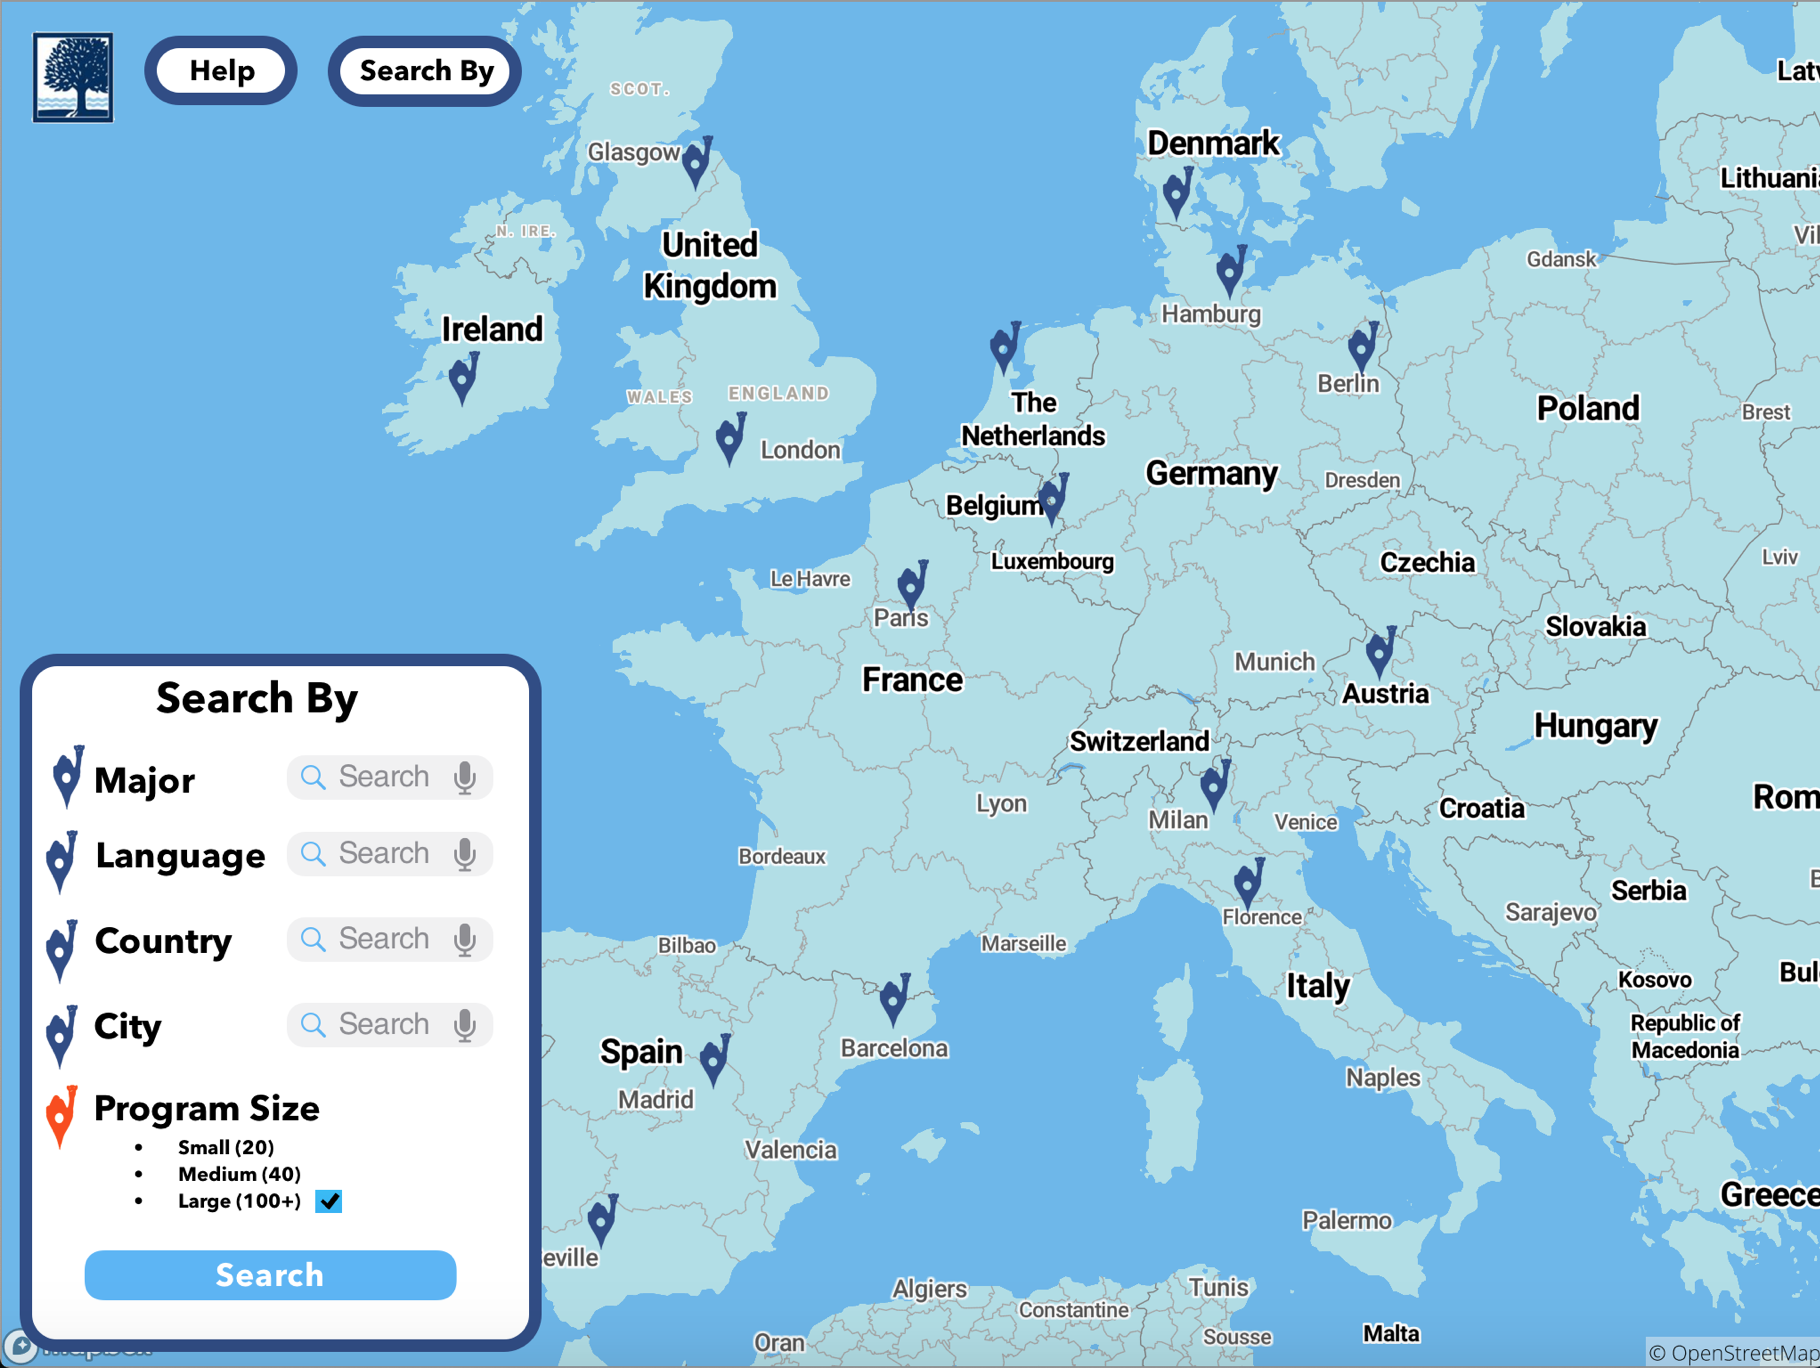 Help
Search By
SCOT.
Glasgow
Denmark
Lithuani
N. IRE.
United
Kingdom
Gdansk
Ireland
Hamburg
WALES
ENGLAND
Berlin
The
Netherlands
Poland
Brest
London
Germany
Dresden
Belgium
Luxembourg
Czechia
Lviv
Le Havre
Paris
Slovakia
Munich
France
Austria
Hungary
Switzerland
Search By
Major
Search
Lyon
Milan
Venice
Croatia
Rom
Language
Search
Bordeaux
Serbia
Sarajevo
Florence
Country
Search
Bilbao
Marseille
Italy
Kosovo
Bul
City
Search
Spain
Barcelona
Republic of
Macedonia
Madrid
Naples
Program Size
• Small (20)
• Medium (40)
• Large (100+)
Valencia
Greece
Palermo
eville
Search
Algiers
Constantine
Tunis
Oran
Sousse
Malta
© OpenStreetMap